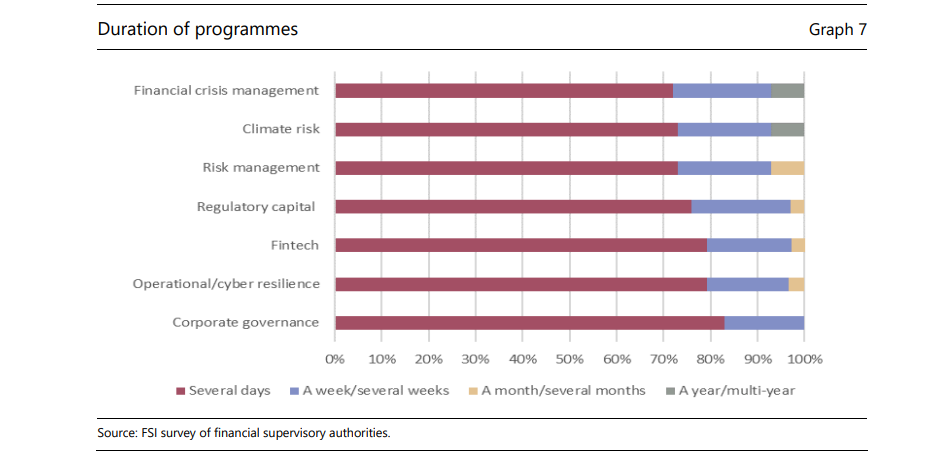 Duration of programmes Graph 7
Financial crisis management
Climate risk
Risk management
Regulatory capital
Fintech
Operational/cyber resilience
Corporate governance
0% 10% 20% 30% 40% 50% 60% 70% 80% 90% 100%
Several days A week/several weeks A month/several months A year/multi-year
Source: FSI survey of financial supervisory authorities.